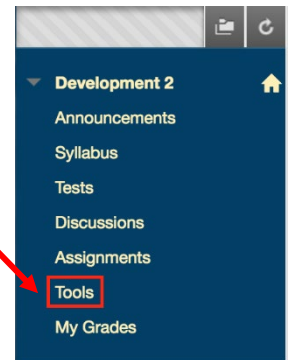 Development 2
Announcements
Syllabus
Tests
Discussions
Assignments
Tools
My Grades